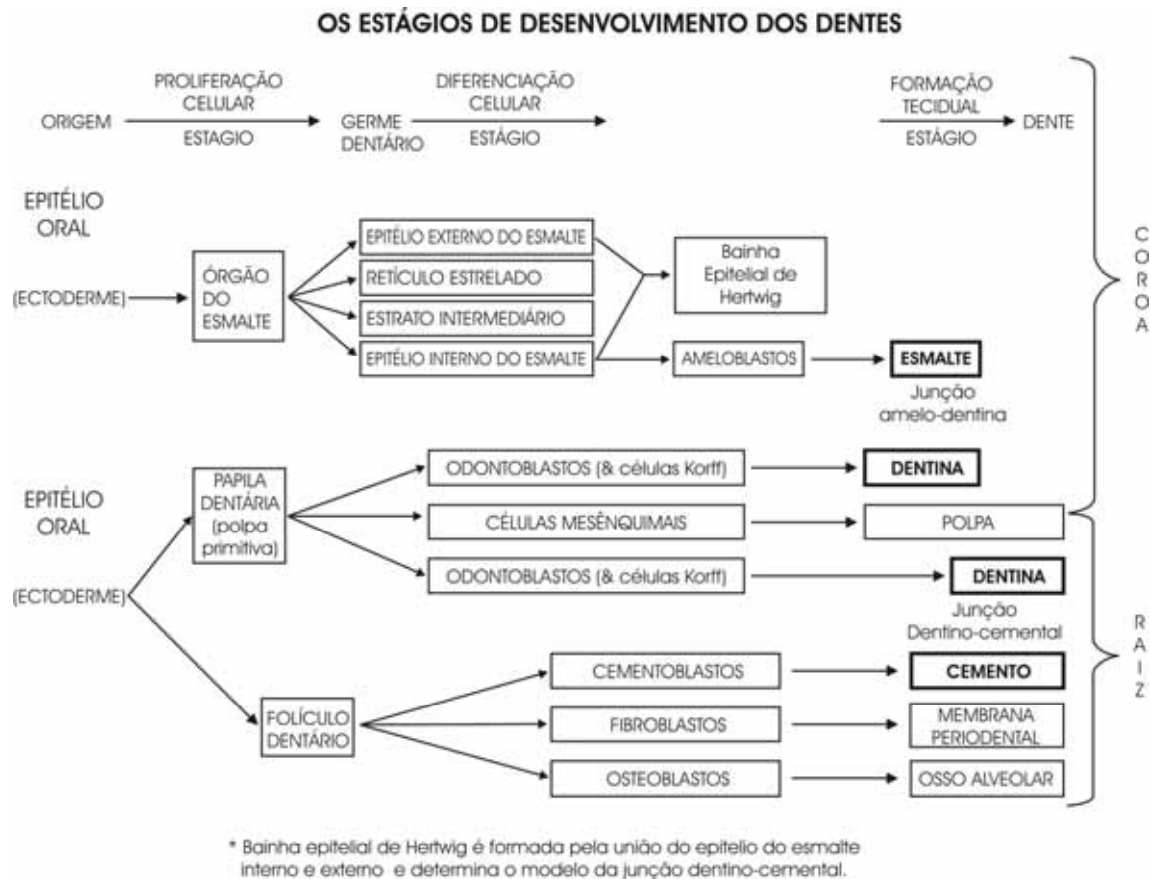 OS ESTÁGIOS DE DESENVOLVIMENTO DOS DENTES
ORIGEM
PROLIFERAÇÃO
CELULAR
ESTAGIO
GERME
DENTÁRIO
DIFERENCIAÇÃO
CELULAR
ESTÁGIO
FORMAÇÃO
TECIDUAL
ESTÁGIO
DENTE
EPITÉLIO
ORAL
(ECTODERME)
ÓRGÃO
DO
ESMALTE
EPITÉLIO EXTERNO DO ESMALTE
RETÍCULO ESTRELADO
ESTRATO INTERMEDIÁRIO
EPITÉLIO INTERNO DO ESMALTE
Bainha
Epitelial de
Hertwig
AMELOBLASTOS
ESMALTE
Junção
amelo-dentina
COROA
EPITÉLIO
ORAL
(ECTODERME)
PAPILA
DENTÁRIA
(polpa
primitiva)
ODONTOBLASTOS (& células Korff)
DENTINA
CÉLULAS MESÊNQUIMAIS
POLPA
ODONTOBLASTOS (& células Korff)
DENTINA
Junção
Dentino-cemental
FOLÍCULO
DENTÁRIO
CEMENTOBLASTOS
CEMENTO
FIBROBLASTOS
MEMBRANA
PERIODENTAL
OSTEOBLASTOS
OSSO ALVEOLAR
RAIZ
* Bainha epitelial de Hertwig é formada pela união do epítelio do esmalte
interno e externo e determina o modelo da junção dentino-cemental.